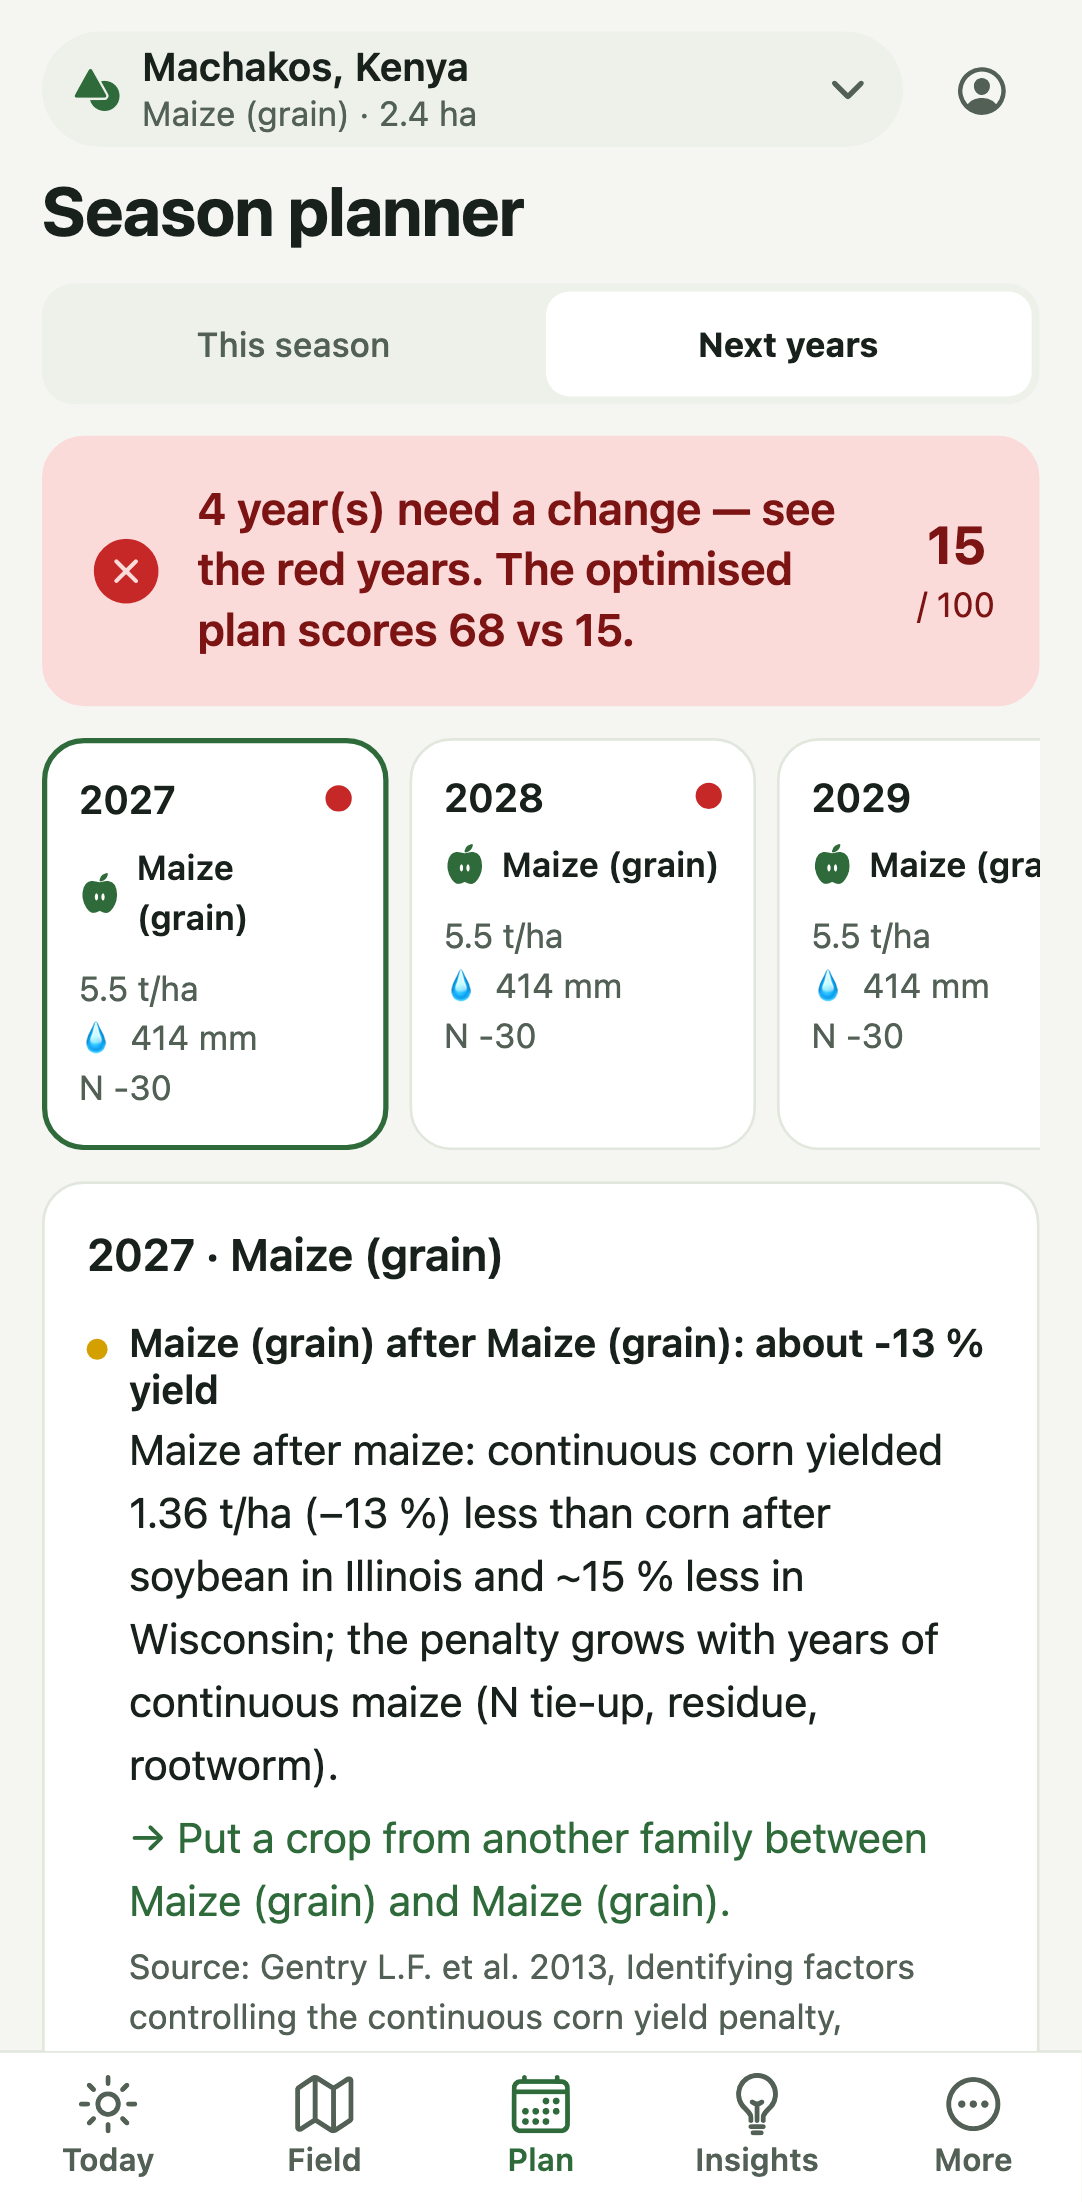 Machakos, Kenya
Maize (grain) · 2.4 ha
Season planner
This season
Next years
4 year(s) need a change — see
the red years. The optimised
plan scores 68 vs 15.
15
/ 100
2027
Maize
(grain)
5.5 t/ha
414 mm
N -30
2028
Maize (grain)
5.5 t/ha
414 mm
N -30
2029
Maize (gra
5.5 t/ha
414 mm
N -30
2027 · Maize (grain)
Maize (grain) after Maize (grain): about -13 %
yield
Maize after maize: continuous corn yielded
1.36 t/ha (−13 %) less than corn after
soybean in Illinois and ~15 % less in
Wisconsin; the penalty grows with years of
continuous maize (N tie-up, residue,
rootworm).
→ Put a crop from another family between
Maize (grain) and Maize (grain).
Source: Gentry L.F. et al. 2013, Identifying factors
controlling the continuous corn yield penalty,
Today
Field
Plan
Insights
More